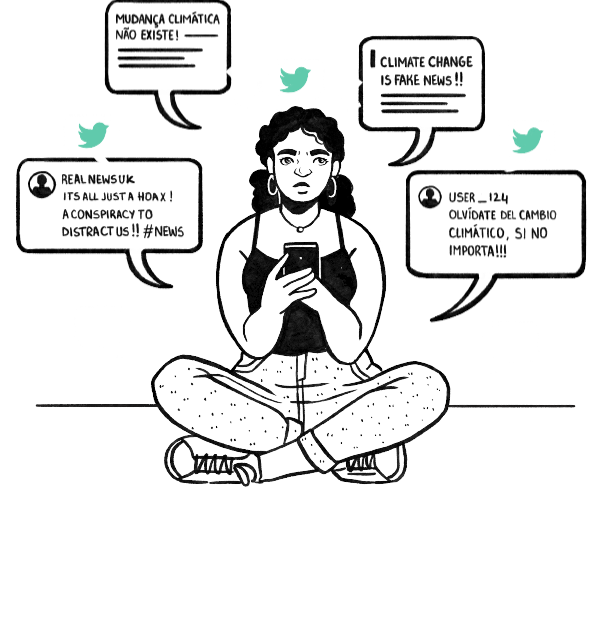 MUDANÇA CLIMÁTICA
NÃO EXISTE!
CLIMATE CHANGE
IS FAKE NEWS!!
REALNEWSUK
ITS ALL JUST A HOAX!
A CONSPIRACY TO
DISTRACT US!! #NEWS
USER_124
OLVÍDATE DEL CAMBIO
CLIMÁTICO, SI NO
IMPORTA!!!